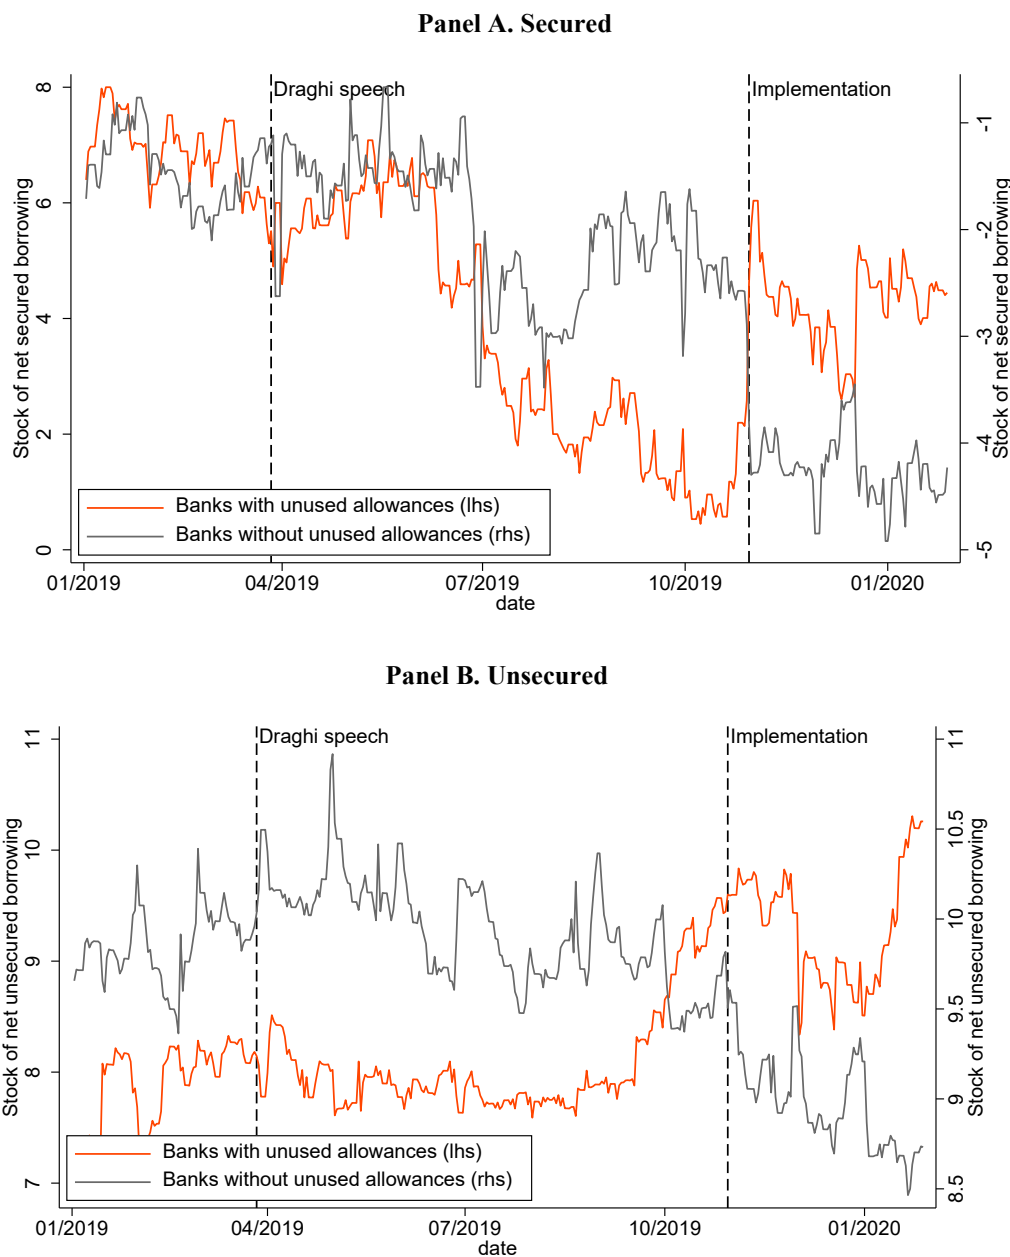 Panel A. Secured
Draghi speech
Implementation
Stock of net secured borrowing
8
6
4
2
0
-1
-2
-3
-4
-5
Stock of net secured borrowing
Banks with unused allowances (lhs)
Banks without unused allowances (rhs)
01/2019 04/2019 07/2019 10/2019 01/2020
date
Panel B. Unsecured
Draghi speech
Implementation
Stock of net unsecured borrowing
11
10
9
8
7
11
10.5
10
9.5
9
8.5
Stock of net unsecured borrowing
Banks with unused allowances (lhs)
Banks without unused allowances (rhs)
01/2019 04/2019 07/2019 10/2019 01/2020
date